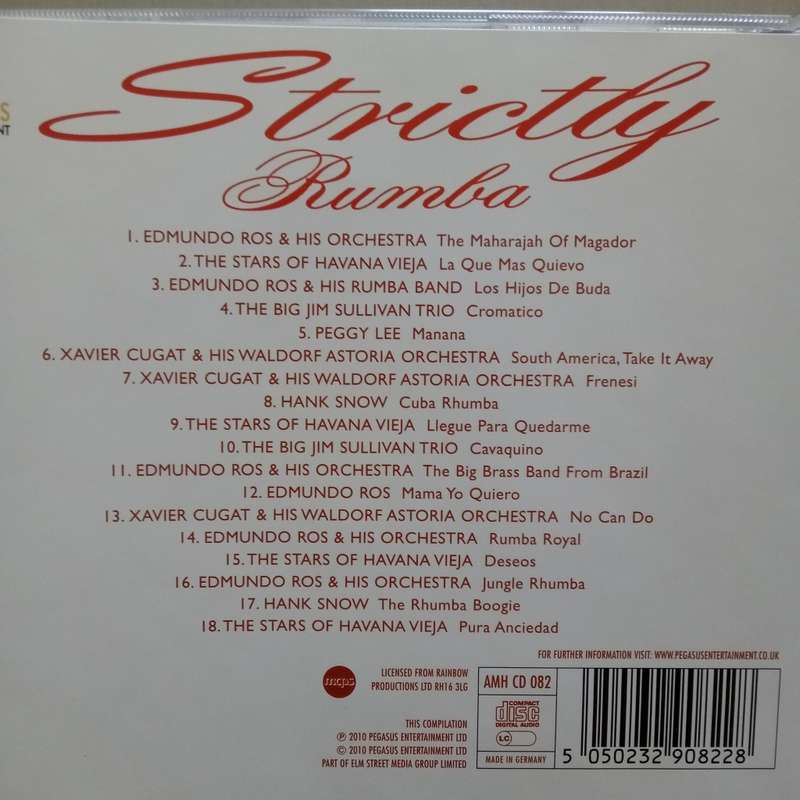 Strictly
Rumba
S
NT
1. EDMUNDO ROS & HIS ORCHESTRA The Maharajah Of Magador
2. THE STARS OF HAVANA VIEJA La Que Mas Quievo
3. EDMUNDO ROS & HIS RUMBA BAND Los Hijos De Buda
4. THE BIG JIM SULLIVAN TRIO Cromatico
5. PEGGY LEE Manana
6. XAVIER CUGAT & HIS WALDORF ASTORIA ORCHESTRA South America, Take It Away
7. XAVIER CUGAT & HIS WALDORF ASTORIA ORCHESTRA Frenesi
8. HANK SNOW Cuba Rhumba
9. THE STARS OF HAVANA VIEJA Llegue Para Quedarme
10. THE BIG JIM SULLIVAN TRIO Cavaquino
11. EDMUNDO ROS & HIS ORCHESTRA The Big Brass Band From Brazil
12. EDMUNDO ROS Mama Yo Quiero
13. XAVIER CUGAT & HIS WALDORF ASTORIA ORCHESTRA No Can Do
14. EDMUNDO ROS & HIS ORCHESTRA Rumba Royal
15. THE STARS OF HAVANA VIEJA Deseos
16. EDMUNDO ROS & HIS ORCHESTRA Jungle Rhumba
17. HANK SNOW The Rhumba Boogie
18. THE STARS OF HAVANA VIEJA Pura Anciedad
FOR FURTHER INFORMATION VISIT: WWW.PEGASUSENTERTAINMENT.CO.UK
mcps
LICENSED FROM RAINBOW
PRODUCTIONS LTD RH16 3LG
THIS COMPILATION
℗ 2010 PEGASUS ENTERTAINMENT LTD
© 2010 PEGASUS ENTERTAINMENT LTD
PART OF ELM STREET MEDIA GROUP LIMITED
AMH CD 082
COMPACT
disc
DIGITAL AUDIO
LC
MADE IN GERMANY
5 050232 908228